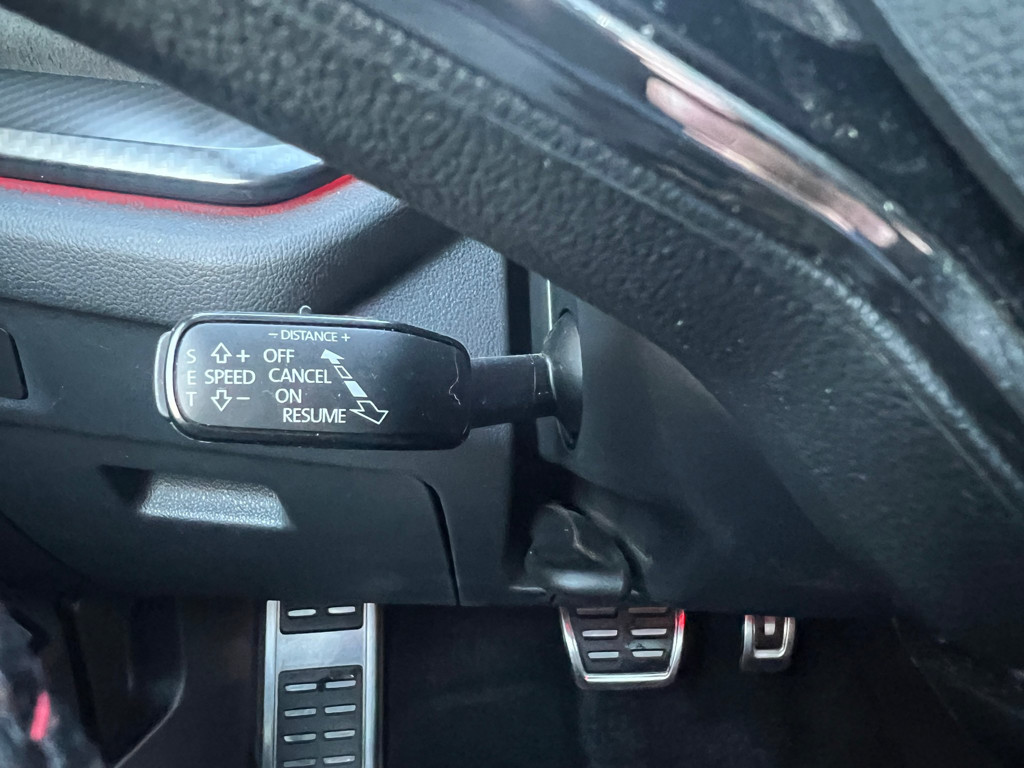 – DISTANCE +
S + OFF
E SPEED CANCEL
T – ON
RESUME